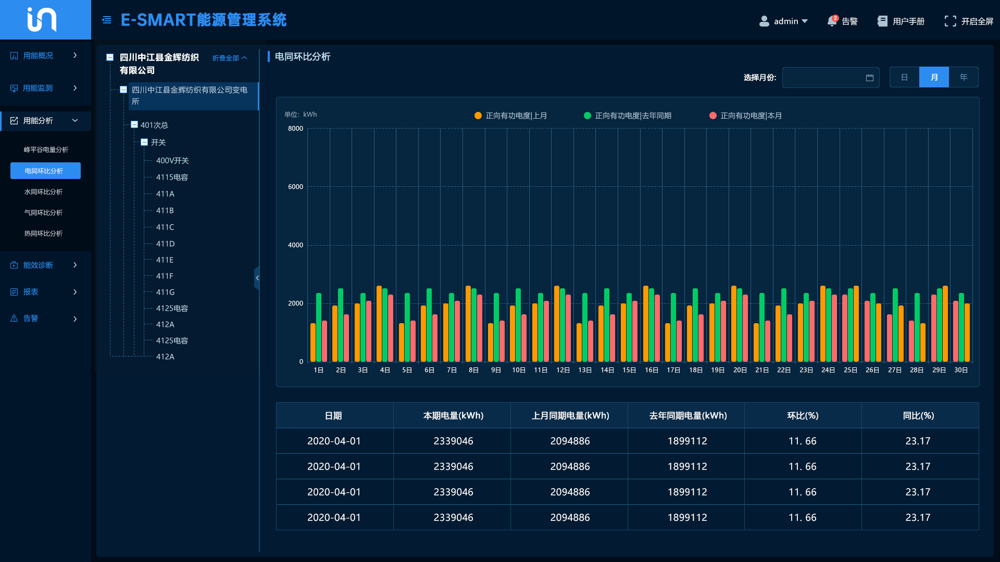 in
E-SMART能源管理系统
admin
2
告警
用户手册
开启全屏
用能概况
用能监测
用能分析
峰平谷电量分析
电同环比分析
水同环比分析
气同环比分析
热同环比分析
能效诊断
报表
告警
四川中江县金辉纺织
有限公司
折叠全部
四川中江县金辉纺织有限公司变电
所
401次总
开关
400V开关
4115电容
411A
411B
411C
411D
411E
411F
411G
4125电容
412A
4125电容
412A
电同环比分析
选择月份:
日 月 年
单位：kWh
正向有功电度|上月 正向有功电度|去年同期 正向有功电度|本月
8000
6000
4000
2000
0
1日 2日 3日 4日 5日 6日 7日 8日 9日 10日 11日 12日 13日 14日 15日 16日 17日 18日 19日 20日 21日 22日 23日 24日 25日 26日 27日 28日 29日 30日
日期 本期电量(kWh) 上月同期电量(kWh) 去年同期电量(kWh) 环比(%) 同比(%)
2020-04-01 2339046 2094886 1899112 11. 66 23.17
2020-04-01 2339046 2094886 1899112 11. 66 23.17
2020-04-01 2339046 2094886 1899112 11. 66 23.17
2020-04-01 2339046 2094886 1899112 11. 66 23.17